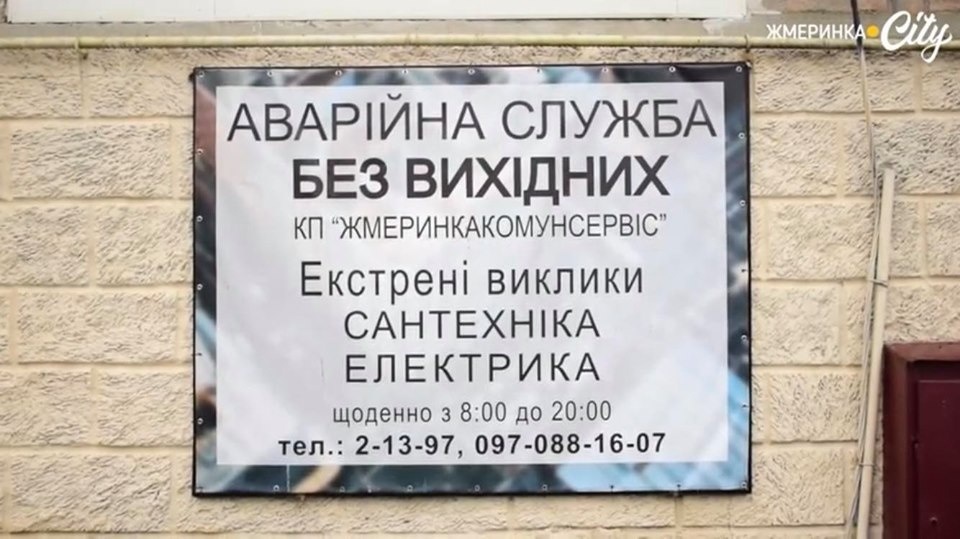 ЖМЕРИНКА City
АВАРІЙНА СЛУЖБА
БЕЗ ВИХІДНИХ
КП "ЖМЕРИНКАКОМУНСЕРВІС"
Екстрені виклики
САНТЕХНІКА
ЕЛЕКТРИКА
щоденно з 8:00 до 20:00
тел.: 2-13-97, 097-088-16-07